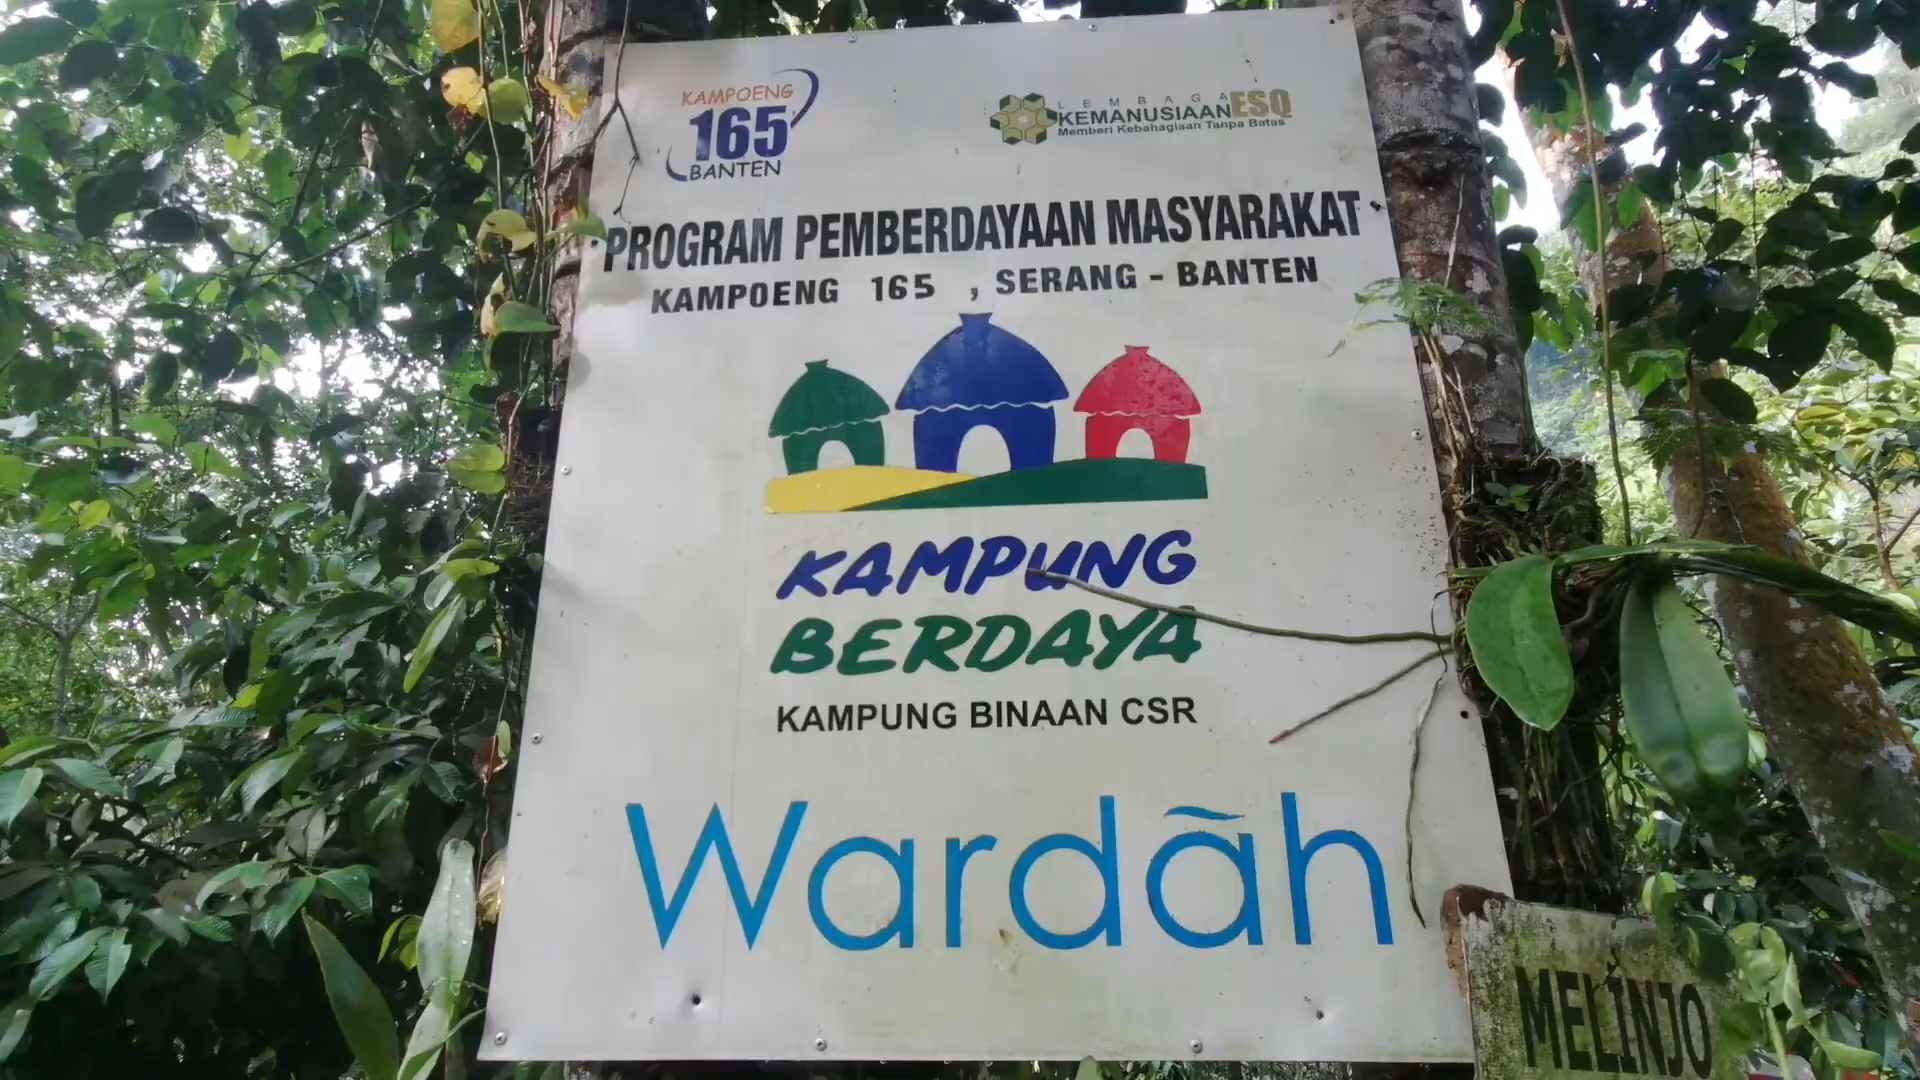 KAMPOENG
165
BANTEN
LEMBAGA
KEMANUSIAAN ESQ
Memberi Kebahagiaan Tanpa Batas
PROGRAM PEMBERDAYAAN MASYARAKAT
KAMPOENG 165 , SERANG - BANTEN
KAMPUNG
BERDAYA
KAMPUNG BINAAN CSR
Wardãh
MELINJO